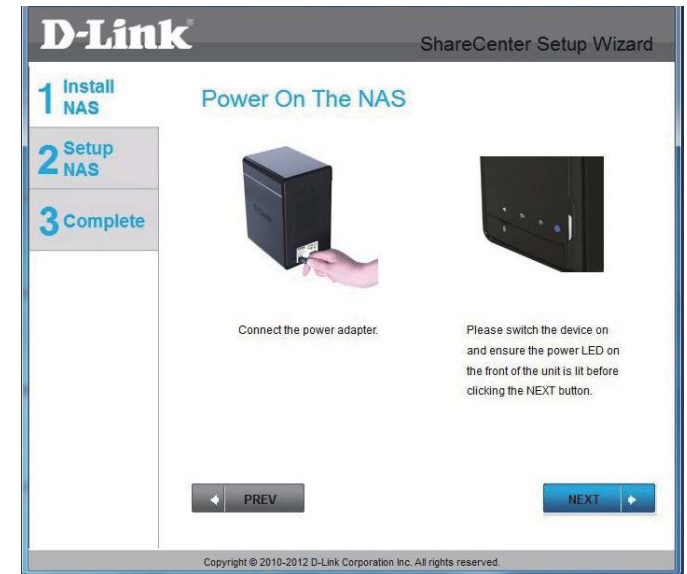 D-Link
ShareCenter Setup Wizard
1 Install
NAS
2 Setup
NAS
3 Complete
Power On The NAS
D-Link
Connect the power adapter.
Please switch the device on
and ensure the power LED on
the front of the unit is lit before
clicking the NEXT button.
PREV
NEXT
Copyright © 2010-2012 D-Link Corporation Inc. All rights reserved.